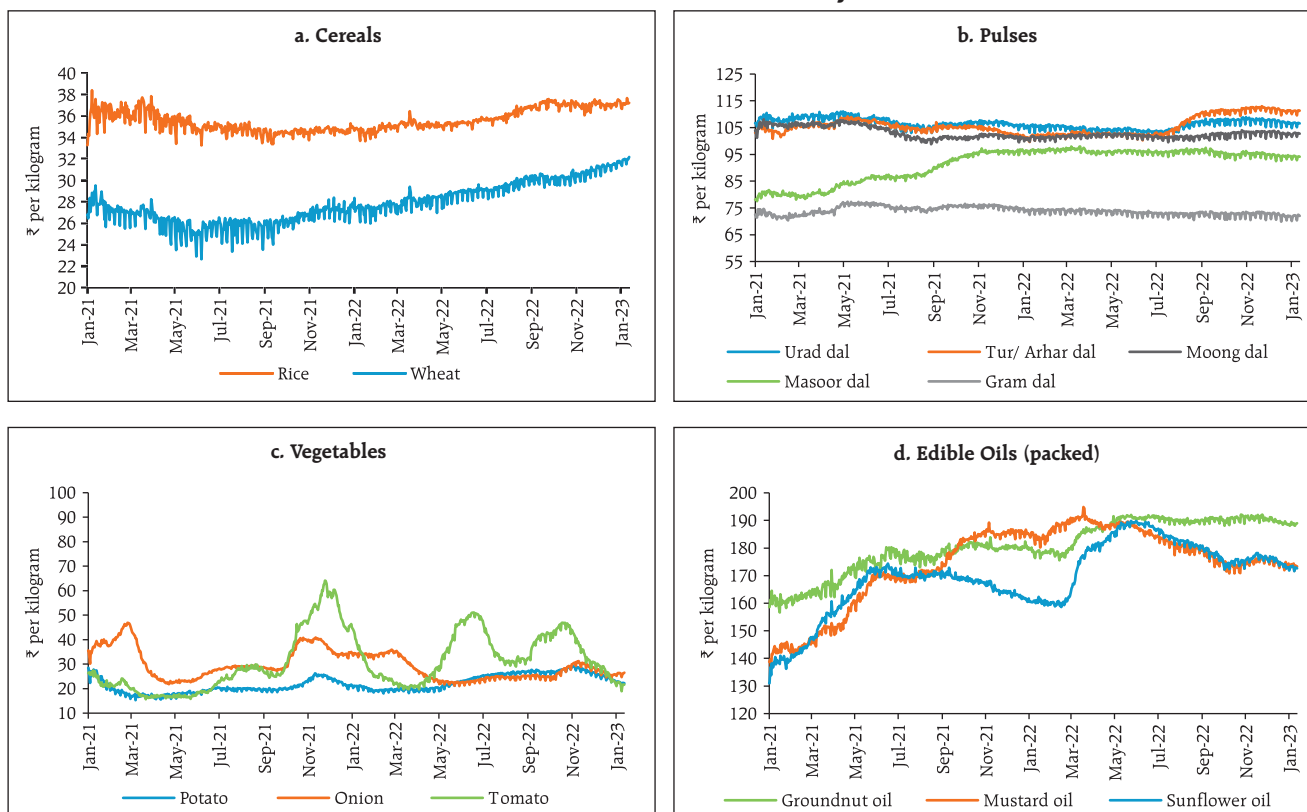 a. Cereals
₹ per kilogram
40
38
36
34
32
30
28
26
24
22
20
Jan-21
Mar-21
May-21
Jul-21
Sep-21
Nov-21
Jan-22
Mar-22
May-22
Jul-22
Sep-22
Nov-22
Jan-23
Rice
Wheat
b. Pulses
₹ per kilogram
125
115
105
95
85
75
65
55
Jan-21
Mar-21
May-21
Jul-21
Sep-21
Nov-21
Jan-22
Mar-22
May-22
Jul-22
Sep-22
Nov-22
Jan-23
Urad dal
Tur/ Arhar dal
Moong dal
Masoor dal
Gram dal
c. Vegetables
₹ per kilogram
100
90
80
70
60
50
40
30
20
10
Jan-21
Mar-21
May-21
Jul-21
Sep-21
Nov-21
Jan-22
Mar-22
May-22
Jul-22
Sep-22
Nov-22
Jan-23
Potato
Onion
Tomato
d. Edible Oils (packed)
₹ per kilogram
200
190
180
170
160
150
140
130
120
Jan-21
Mar-21
May-21
Jul-21
Sep-21
Nov-21
Jan-22
Mar-22
May-22
Jul-22
Sep-22
Nov-22
Jan-23
Groundnut oil
Mustard oil
Sunflower oil